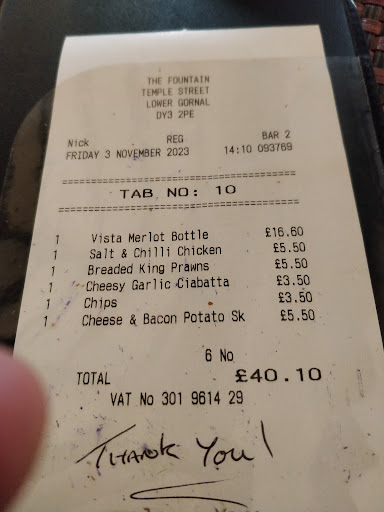 THE FOUNTAIN
TEMPLE STREET
LOWER GORNAL
DY3 2PE
Nick REG BAR 2
FRIDAY 3 NOVEMBER 2023 14:10 093769
TAB NO: 10
1 Vista Merlot Bottle £16.60
1 Salt & Chilli Chicken £5.50
1 Breaded King Prawns £5.50
1 Cheesy Garlic Ciabatta £3.50
1 Chips £3.50
1 Cheese & Bacon Potato Sk £5.50
6 No
TOTAL £40.10
VAT No 301 9614 29
THANK YOU!